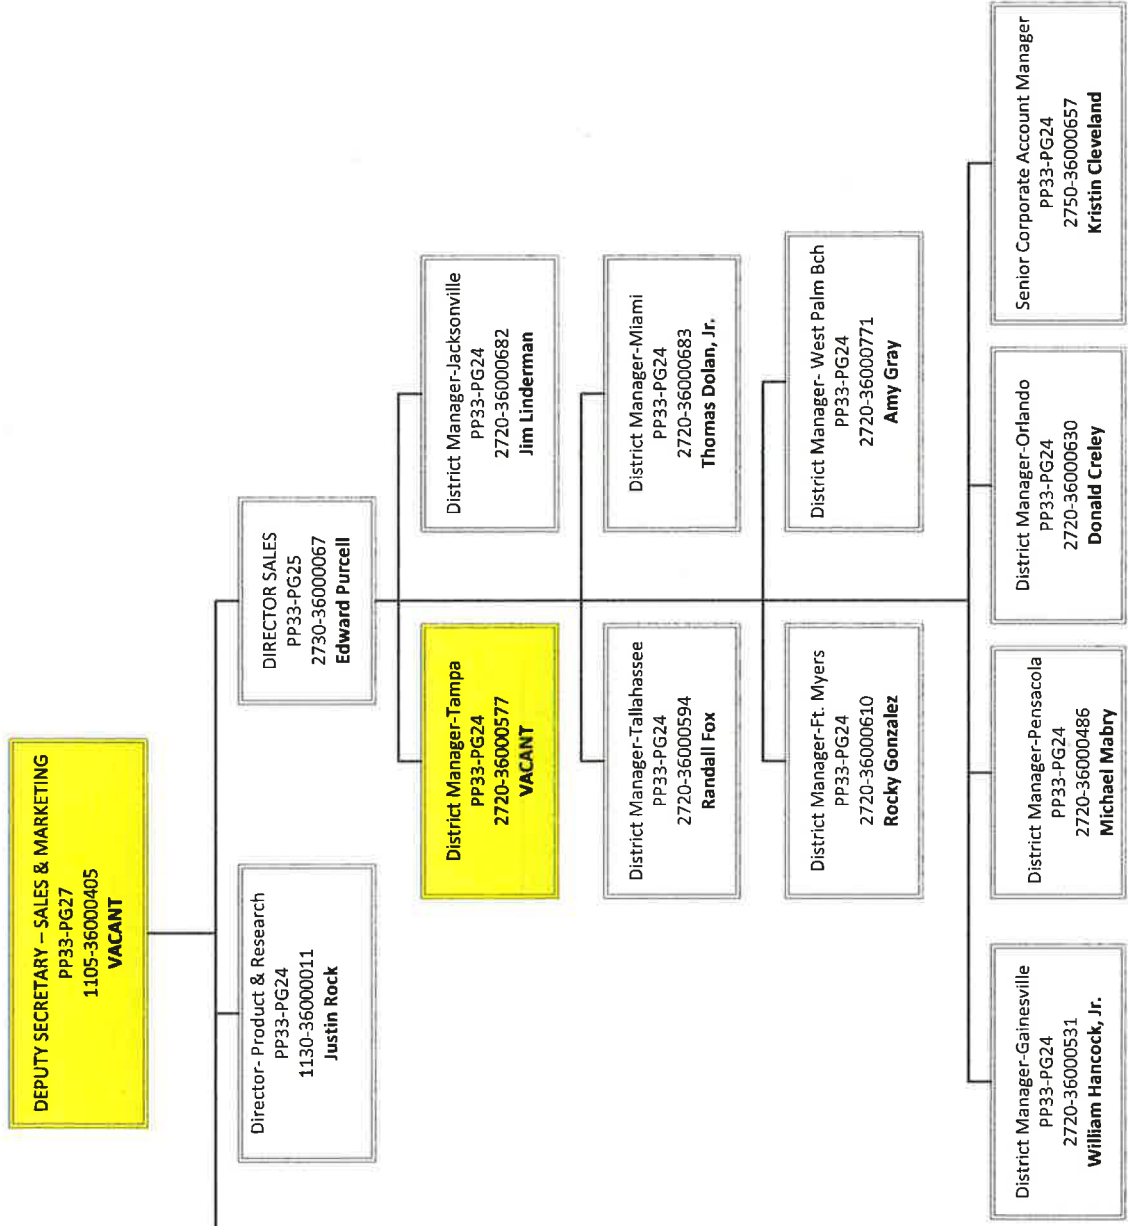 DEPUTY SECRETARY – SALES & MARKETING
PP33-PG27
1105-36000405
VACANT
Director- Product & Research
PP33-PG24
1130-36000011
Justin Rock
DIRECTOR SALES
PP33-PG25
2730-36000067
Edward Purcell
District Manager-Tampa
PP33-PG24
2720-36000577
VACANT
District Manager-Jacksonville
PP33-PG24
2720-36000682
Jim Linderman
District Manager-Tallahassee
PP33-PG24
2720-36000594
Randall Fox
District Manager-Miami
PP33-PG24
2720-36000683
Thomas Dolan, Jr.
District Manager-Ft. Myers
PP33-PG24
2720-36000610
Rocky Gonzalez
District Manager- West Palm Bch
PP33-PG24
2720-36000771
Amy Gray
District Manager-Gainesville
PP33-PG24
2720-36000531
William Hancock, Jr.
District Manager-Pensacola
PP33-PG24
2720-36000486
Michael Mabry
District Manager-Orlando
PP33-PG24
2720-36000630
Donald Creley
Senior Corporate Account Manager
PP33-PG24
2750-36000657
Kristin Cleveland